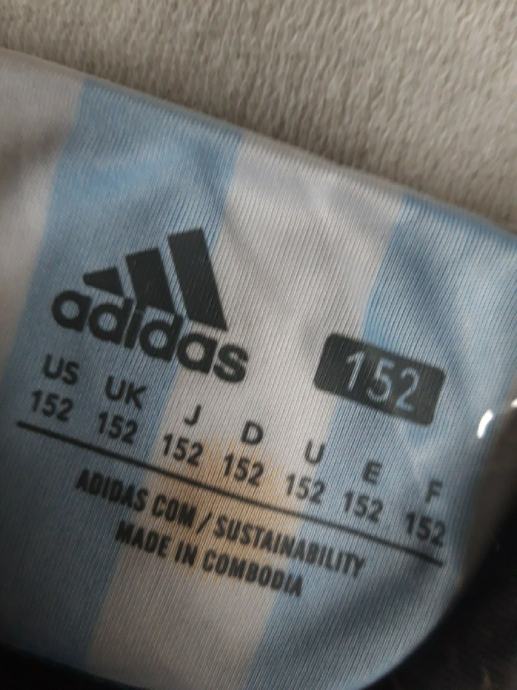 adidas
152
US UK J D U E F
152 152 152 152 152 152 152
ADIDAS COM / SUSTAINABILITY
MADE IN COMBODIA